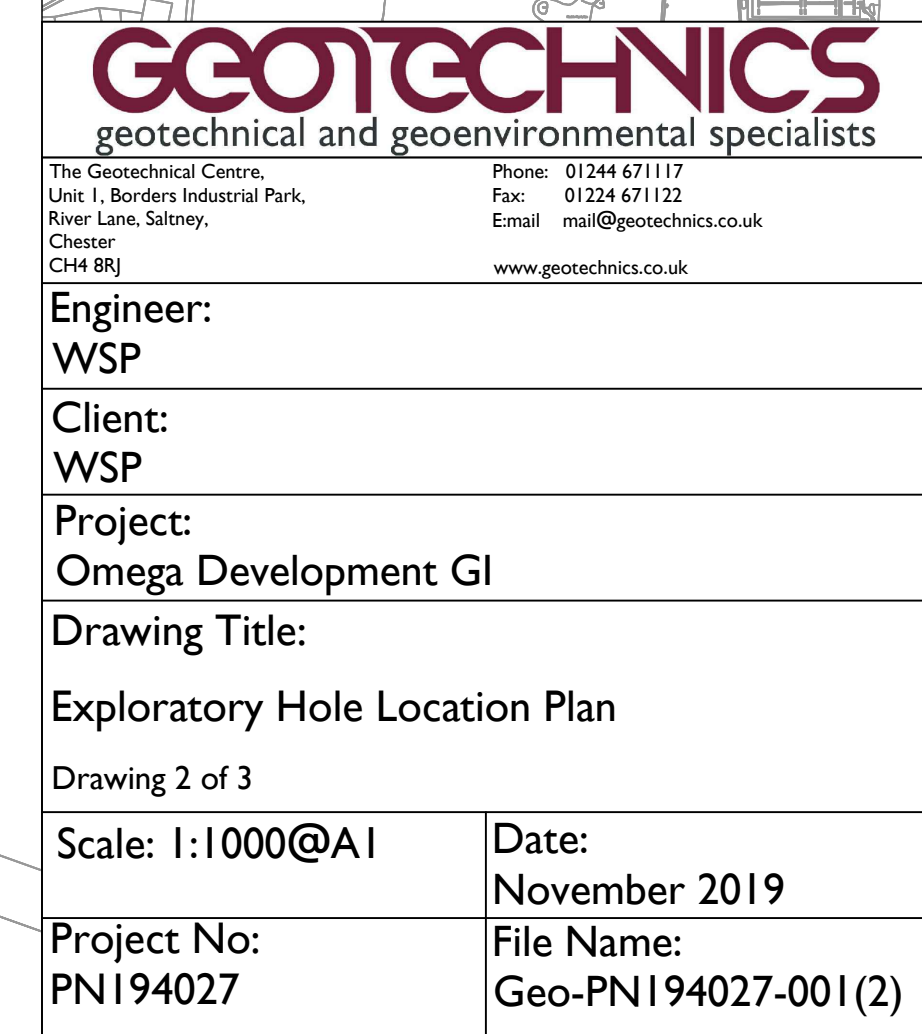 GEOTECHNICS
geotechnical and geoenvironmental specialists
The Geotechnical Centre,
Unit 1, Borders Industrial Park,
River Lane, Saltney,
Chester
CH4 8RJ
Phone: 01244 671117
Fax: 01224 671122
E:mail mail@geotechnics.co.uk
www.geotechnics.co.uk
Engineer:
WSP
Client:
WSP
Project:
Omega Development GI
Drawing Title:
Exploratory Hole Location Plan
Drawing 2 of 3
Scale: 1:1000@A1
Date:
November 2019
Project No:
PN194027
File Name:
Geo-PN194027-001(2)